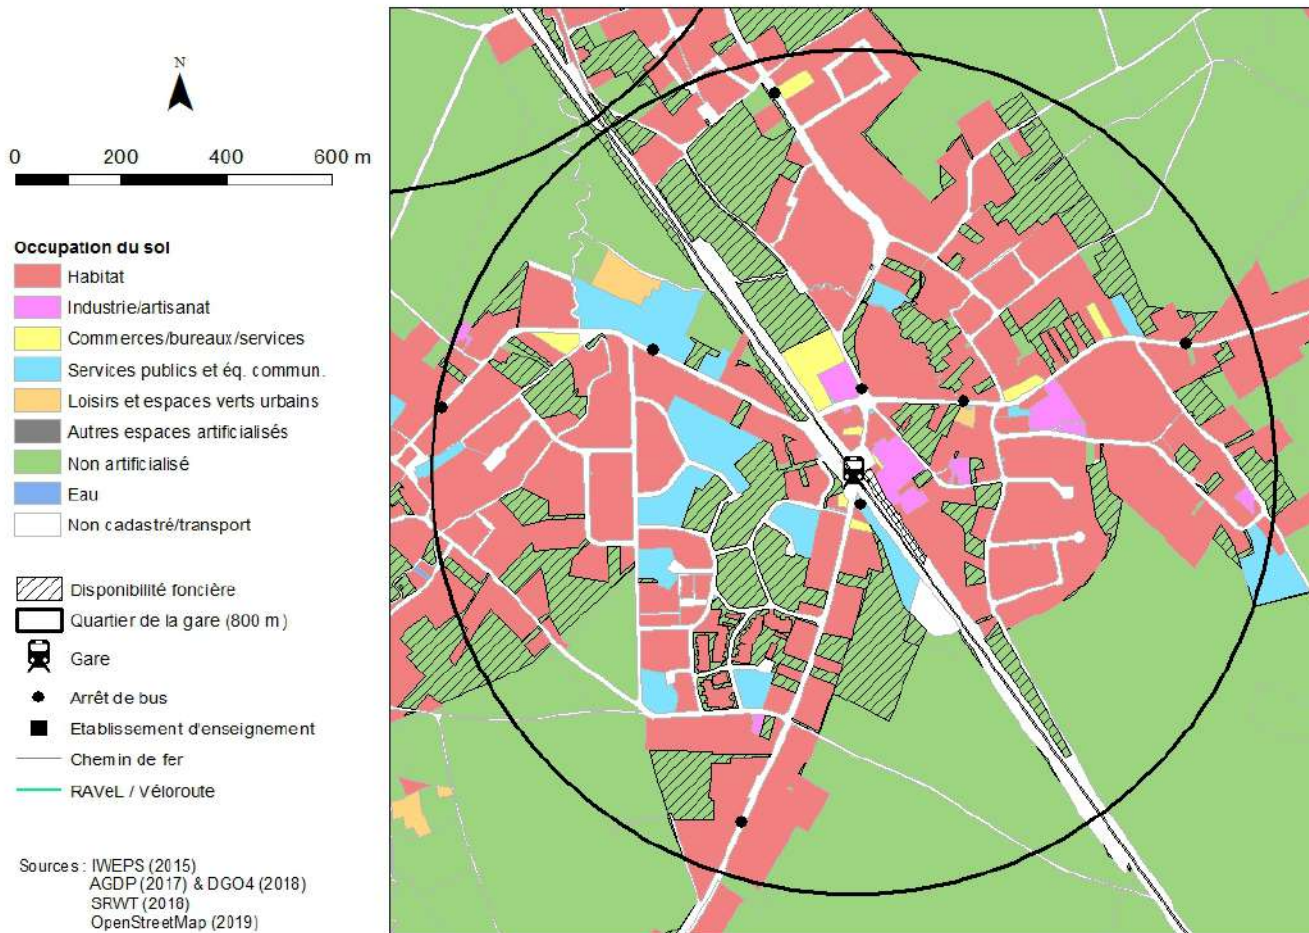 N
0 200 400 600 m
Occupation du sol
Habitat
Industrie/artisanat
Commerces/bureaux/services
Services publics et éq. commun.
Loisirs et espaces verts urbains
Autres espaces artificialisés
Non artificialisé
Eau
Non cadastré/transport
Disponibilité foncière
Quartier de la gare (800 m)
Gare
Arrêt de bus
Etablissement d'enseignement
Chemin de fer
RAVeL / Véloroute
Sources : IWEPS (2015)
AGDP (2017) & DGO4 (2018)
SRWT (2018)
OpenStreetMap (2019)